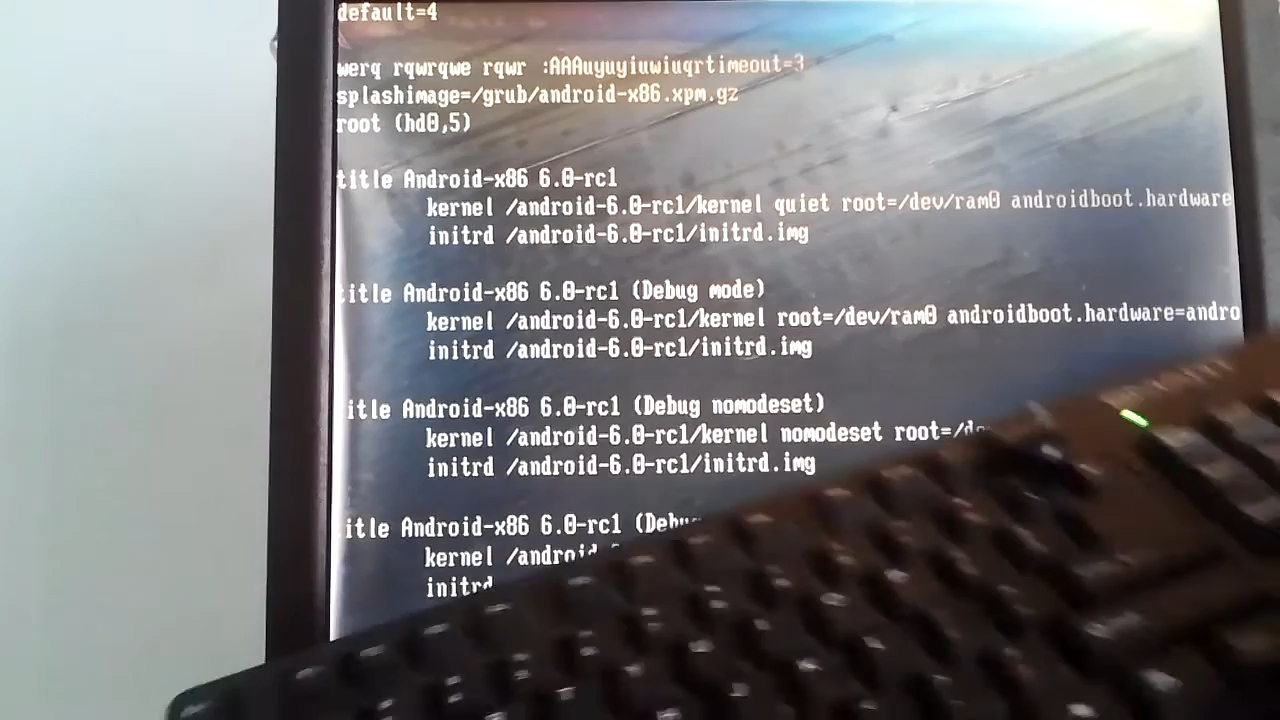 default=4
werq rqwrqwe rqwr :AAAuyuyiuwiuqrtimeout=3
splashimage=/grub/android-x86.xpm.gz
root (hd0,5)
title Android-x86 6.0-rc1
kernel /android-6.0-rc1/kernel quiet root=/dev/ram0 androidboot.hardware
initrd /android-6.0-rc1/initrd.img
title Android-x86 6.0-rc1 (Debug mode)
kernel /android-6.0-rc1/kernel root=/dev/ram0 androidboot.hardware=andro
initrd /android-6.0-rc1/initrd.img
itle Android-x86 6.0-rc1 (Debug nomodeset)
kernel /android-6.0-rc1/kernel nomodeset root=/de
initrd /android-6.0-rc1/initrd.img
itle Android-x86 6.0-rc1 (Debug
kernel /android
initrd